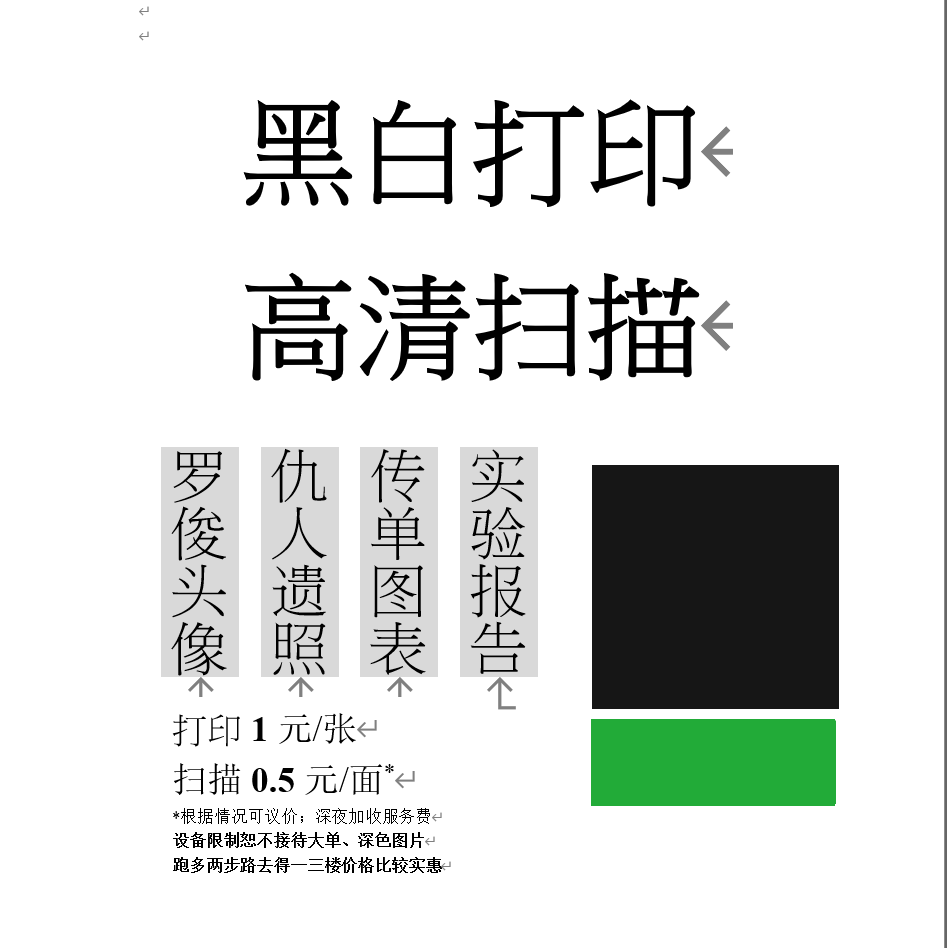 黑白打印
高清扫描
罗俊头像
仇人遗照
传单图表
实验报告
打印 1 元/张
扫描 0.5 元/面*
*根据情况可议价；深夜加收服务费
设备限制恕不接待大单、深色图片
跑多两步路去得一三楼价格比较实惠